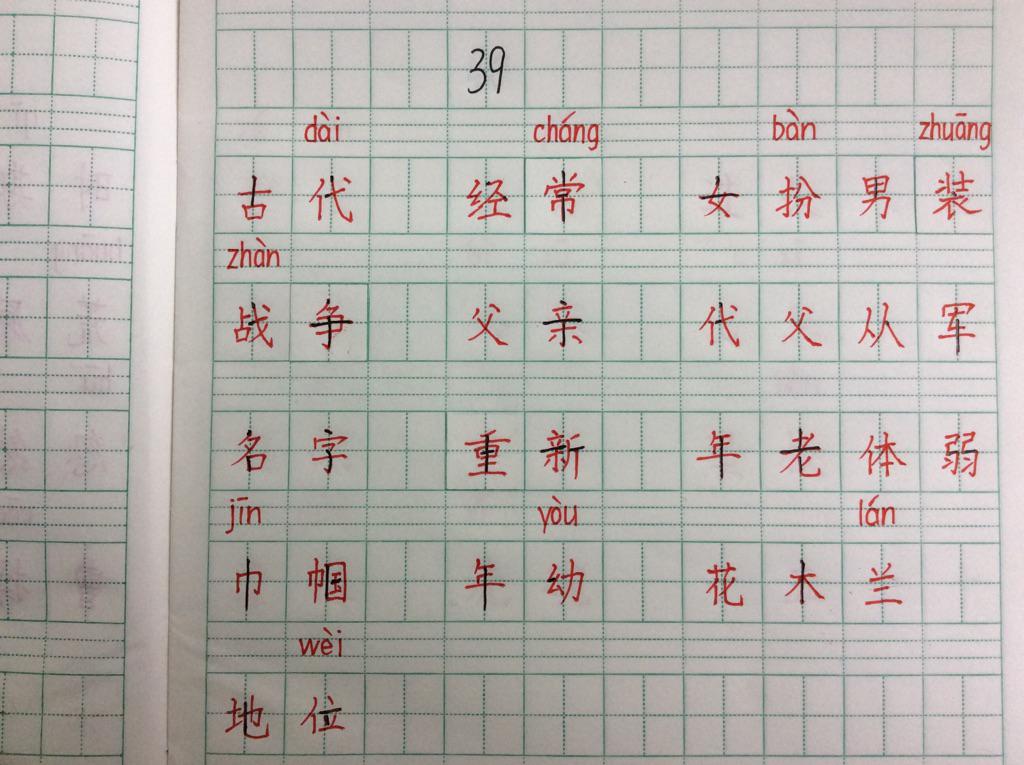 39
dài cháng bàn zhuāng
古代 经常 女扮男装
zhàn
战争 父亲 代父从军
名字 重新 年老体弱
jīn yòu lán
巾帼 年幼 花木兰
wèi
地位